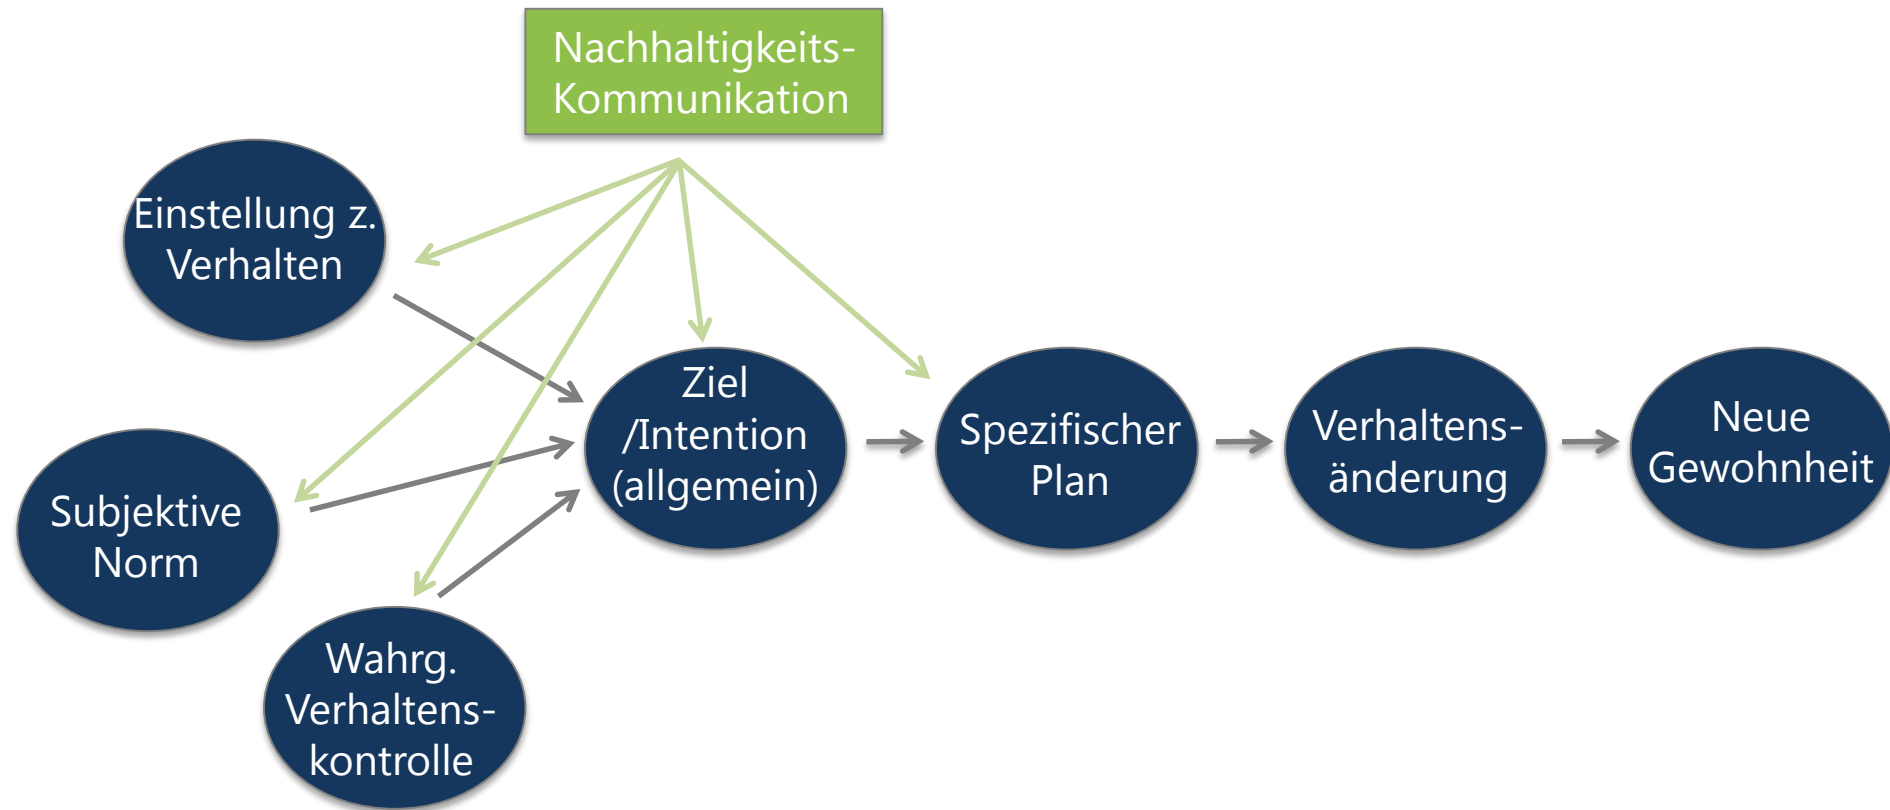 Nachhaltigkeits-
Kommunikation
Einstellung z.
Verhalten
Subjektive
Norm
Wahrg.
Verhaltens-
kontrolle
Ziel
/Intention
(allgemein)
Spezifischer
Plan
Verhaltens-
änderung
Neue
Gewohnheit